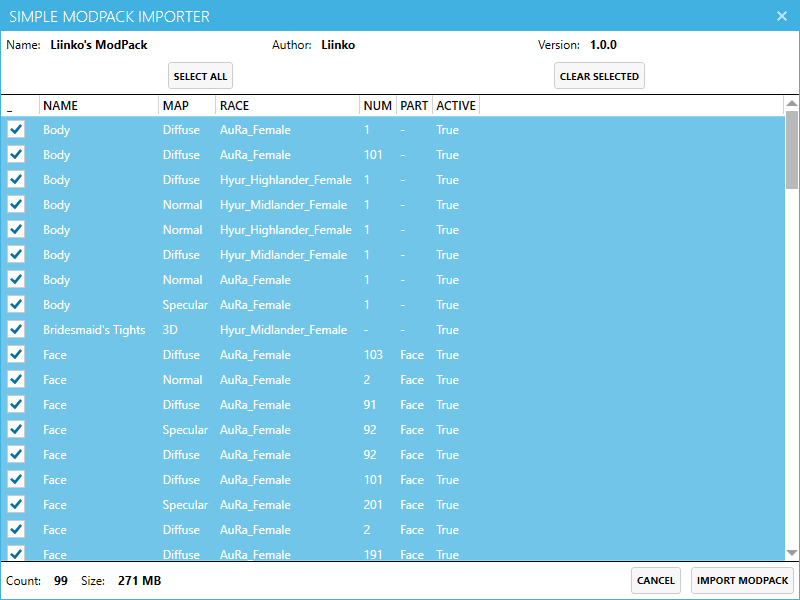 SIMPLE MODPACK IMPORTER
Name: Liinko's ModPack Author: Liinko Version: 1.0.0
SELECT ALL CLEAR SELECTED
_ NAME MAP RACE NUM PART ACTIVE
Body Diffuse AuRa_Female 1 - True
Body Diffuse AuRa_Female 101 - True
Body Diffuse Hyur_Highlander_Female 1 - True
Body Normal Hyur_Midlander_Female 1 - True
Body Normal Hyur_Highlander_Female 1 - True
Body Diffuse Hyur_Midlander_Female 1 - True
Body Normal AuRa_Female 1 - True
Body Specular AuRa_Female 1 - True
Bridesmaid's Tights 3D Hyur_Midlander_Female - - True
Face Diffuse AuRa_Female 103 Face True
Face Normal AuRa_Female 2 Face True
Face Diffuse AuRa_Female 91 Face True
Face Specular AuRa_Female 92 Face True
Face Diffuse AuRa_Female 92 Face True
Face Diffuse AuRa_Female 101 Face True
Face Specular AuRa_Female 201 Face True
Face Diffuse AuRa_Female 2 Face True
Face Diffuse AuRa_Female 191 Face True
Count: 99 Size: 271 MB CANCEL IMPORT MODPACK